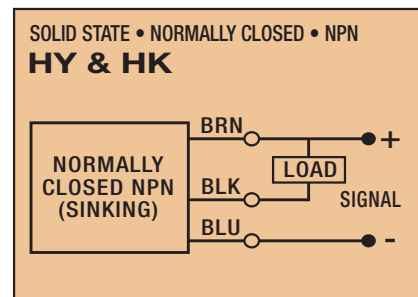 SOLID STATE • NORMALLY CLOSED • NPN
HY & HK
BRN
+
NORMALLY
CLOSED NPN
(SINKING)
LOAD
BLK
SIGNAL
BLU
-